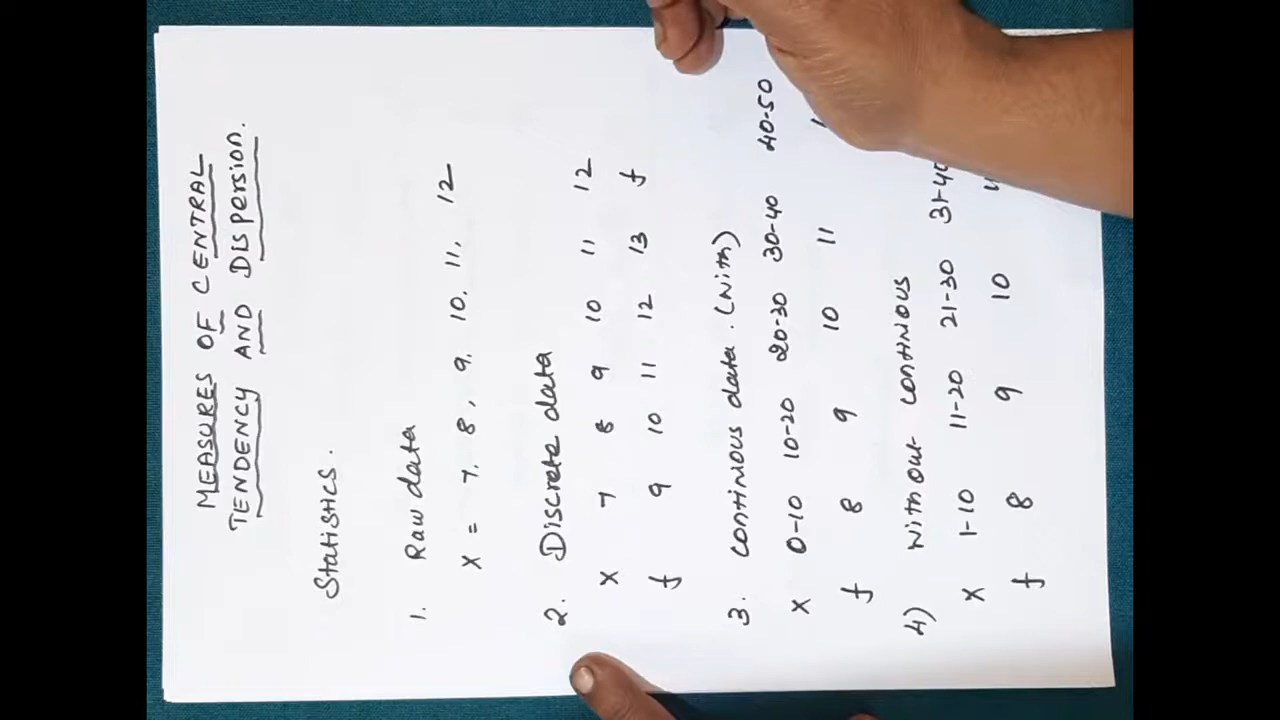 MEASURES OF CENTRAL
TENDENCY AND DISPERSION.
Statistics.
1. Raw data
X = 7, 8, 9, 10, 11, 12
2. Discrete data
X 7 8 9 10 11 12
f 9 10 11 12 13 f
3. Continuous data. (With)
X 0-10 10-20 20-30 30-40 40-50
f 8 9 10 11
4) Without continuous
X 1-10 11-20 21-30
f 8 9 10